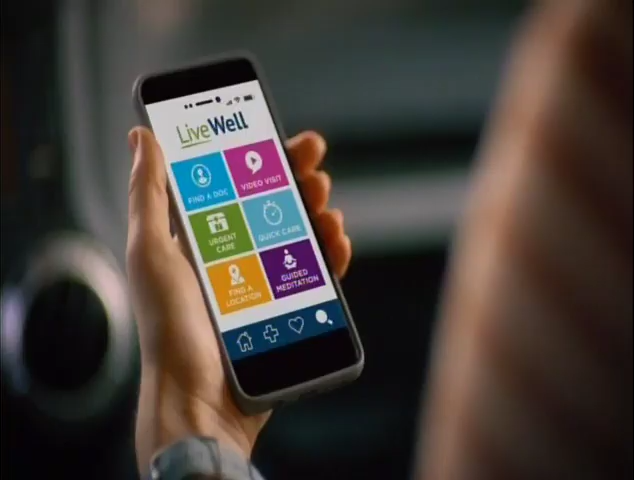 LiveWell
FIND A DOC
VIDEO VISIT
URGENT
CARE
QUICK CARE
FIND A
LOCATION
GUIDED
MEDITATION